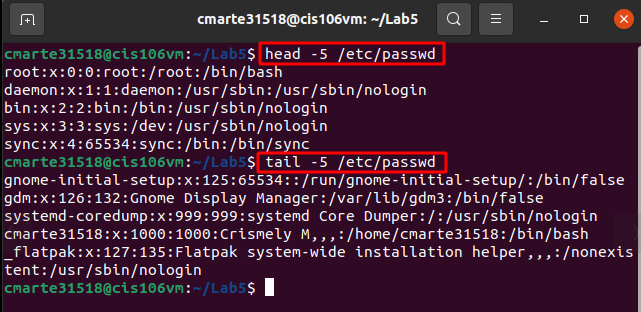 cmarte31518@cis106vm: ~/Lab5
cmarte31518@cis106vm:~/Lab5$ head -5 /etc/passwd
root:x:0:0:root:/root:/bin/bash
daemon:x:1:1:daemon:/usr/sbin:/usr/sbin/nologin
bin:x:2:2:bin:/bin:/usr/sbin/nologin
sys:x:3:3:sys:/dev:/usr/sbin/nologin
sync:x:4:65534:sync:/bin:/bin/sync
cmarte31518@cis106vm:~/Lab5$ tail -5 /etc/passwd
gnome-initial-setup:x:125:65534::/run/gnome-initial-setup/:/bin/false
gdm:x:126:132:Gnome Display Manager:/var/lib/gdm3:/bin/false
systemd-coredump:x:999:999:systemd Core Dumper:/:/usr/sbin/nologin
cmarte31518:x:1000:1000:Crismely M,,,:/home/cmarte31518:/bin/bash
_flatpak:x:127:135:Flatpak system-wide installation helper,,,:/nonexis
tent:/usr/sbin/nologin
cmarte31518@cis106vm:~/Lab5$